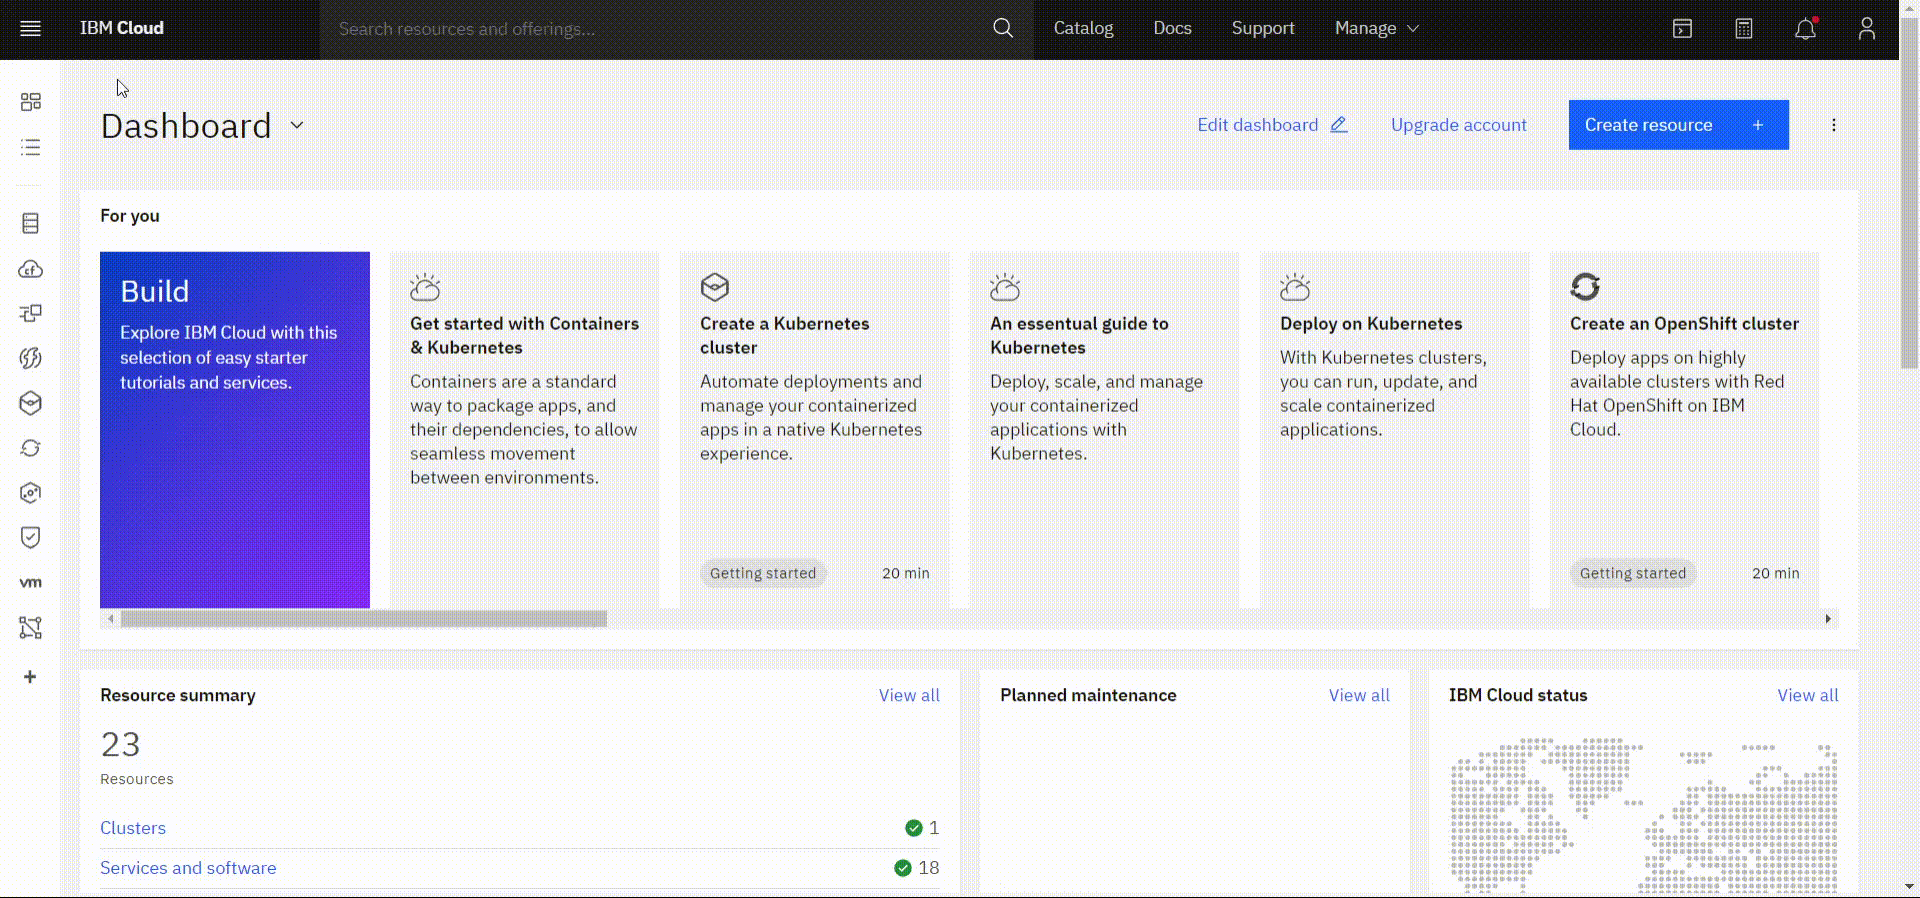 IBM Cloud
Search resources and offerings...
Catalog
Docs
Support
Manage
Dashboard
Edit dashboard
Upgrade account
Create resource +
For you
Build
Explore IBM Cloud with this
selection of easy starter
tutorials and services.
Get started with Containers
& Kubernetes
Containers are a standard
way to package apps, and
their dependencies, to allow
seamless movement
between environments.
Create a Kubernetes
cluster
Automate deployments and
manage your containerized
apps in a native Kubernetes
experience.
Getting started
20 min
An essentual guide to
Kubernetes
Deploy, scale, and manage
your containerized
applications with
Kubernetes.
Deploy on Kubernetes
With Kubernetes clusters,
you can run, update, and
scale containerized
applications.
Create an OpenShift cluster
Deploy apps on highly
available clusters with Red
Hat OpenShift on IBM
Cloud.
Getting started
20 min
cf
vm
Resource summary
View all
23
Resources
Clusters
1
Services and software
18
Planned maintenance
View all
IBM Cloud status
View all